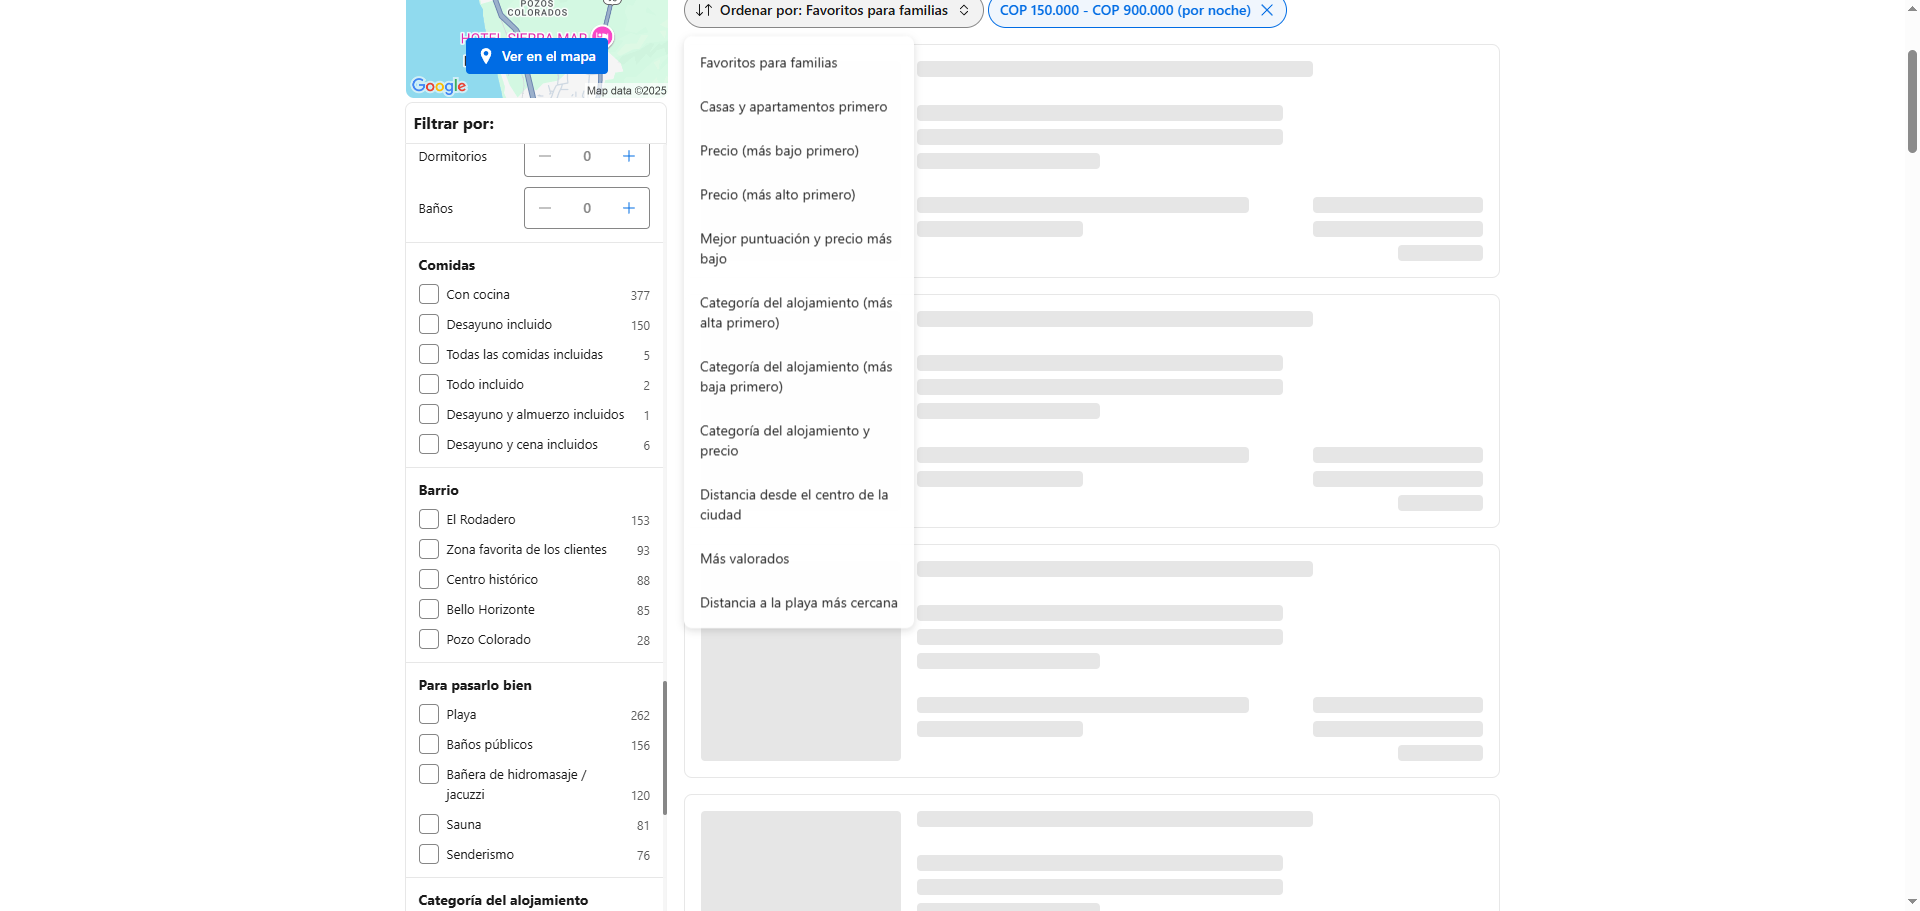 POZOS
COLORADOS
HOTEL SIERRA MAR
Ver en el mapa
Google
Map data ©2025
Ordenar por: Favoritos para familias
COP 150.000 - COP 900.000 (por noche)
Filtrar por:
Dormitorios
0
Baños
0
Comidas
Con cocina 377
Desayuno incluido 150
Todas las comidas incluidas 5
Todo incluido 2
Desayuno y almuerzo incluidos 1
Desayuno y cena incluidos 6
Barrio
El Rodadero 153
Zona favorita de los clientes 93
Centro histórico 88
Bello Horizonte 85
Pozo Colorado 28
Para pasarlo bien
Playa 262
Baños públicos 156
Bañera de hidromasaje /
jacuzzi 120
Sauna 81
Senderismo 76
Categoría del alojamiento
Favoritos para familias
Casas y apartamentos primero
Precio (más bajo primero)
Precio (más alto primero)
Mejor puntuación y precio más
bajo
Categoría del alojamiento (más
alta primero)
Categoría del alojamiento (más
baja primero)
Categoría del alojamiento y
precio
Distancia desde el centro de la
ciudad
Más valorados
Distancia a la playa más cercana